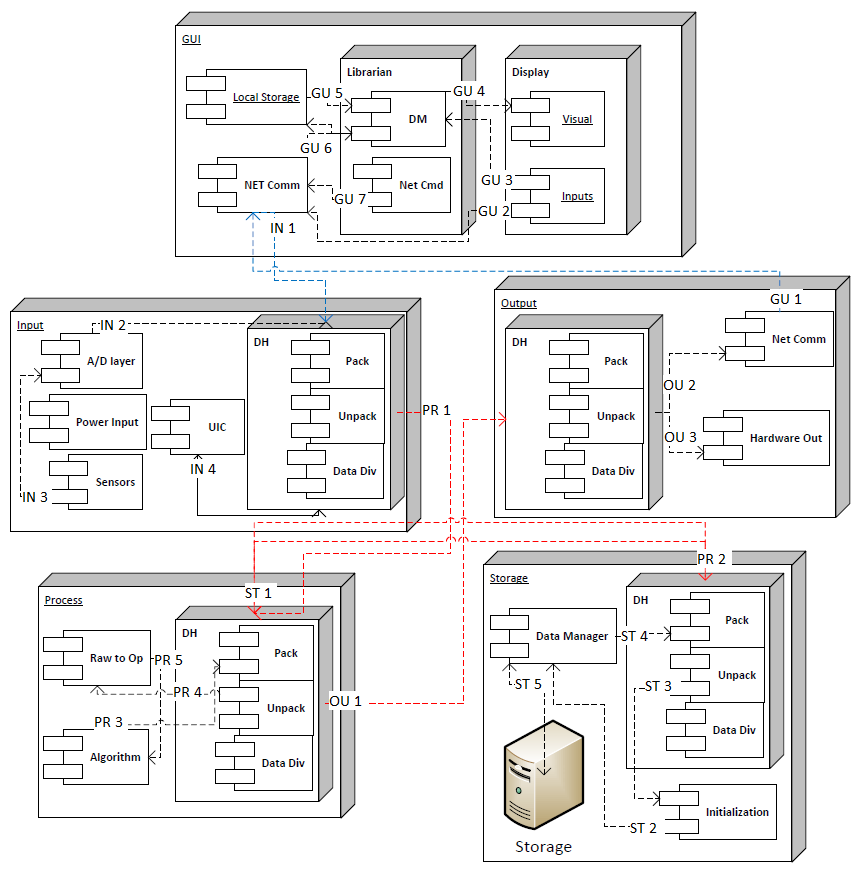 GUI
Librarian
Display
Local Storage
GU 5
GU 4
DM
Visual
GU 6
GU 3
NET Comm
GU 7
Net Cmd
GU 2
Inputs
IN 1
GU 1
Input
IN 2
DH
A/D layer
Pack
Power Input
UIC
Unpack
PR 1
IN 4
Data Div
IN 3
Sensors
Output
DH
Net Comm
Pack
OU 2
Unpack
OU 3
Hardware Out
Data Div
PR 2
ST 1
Process
DH
Raw to Op
PR 5
Pack
PR 4
Unpack
OU 1
PR 3
Algorithm
Data Div
Storage
DH
Data Manager
ST 4
Pack
ST 5
ST 3
Unpack
Data Div
Initialization
ST 2
Storage